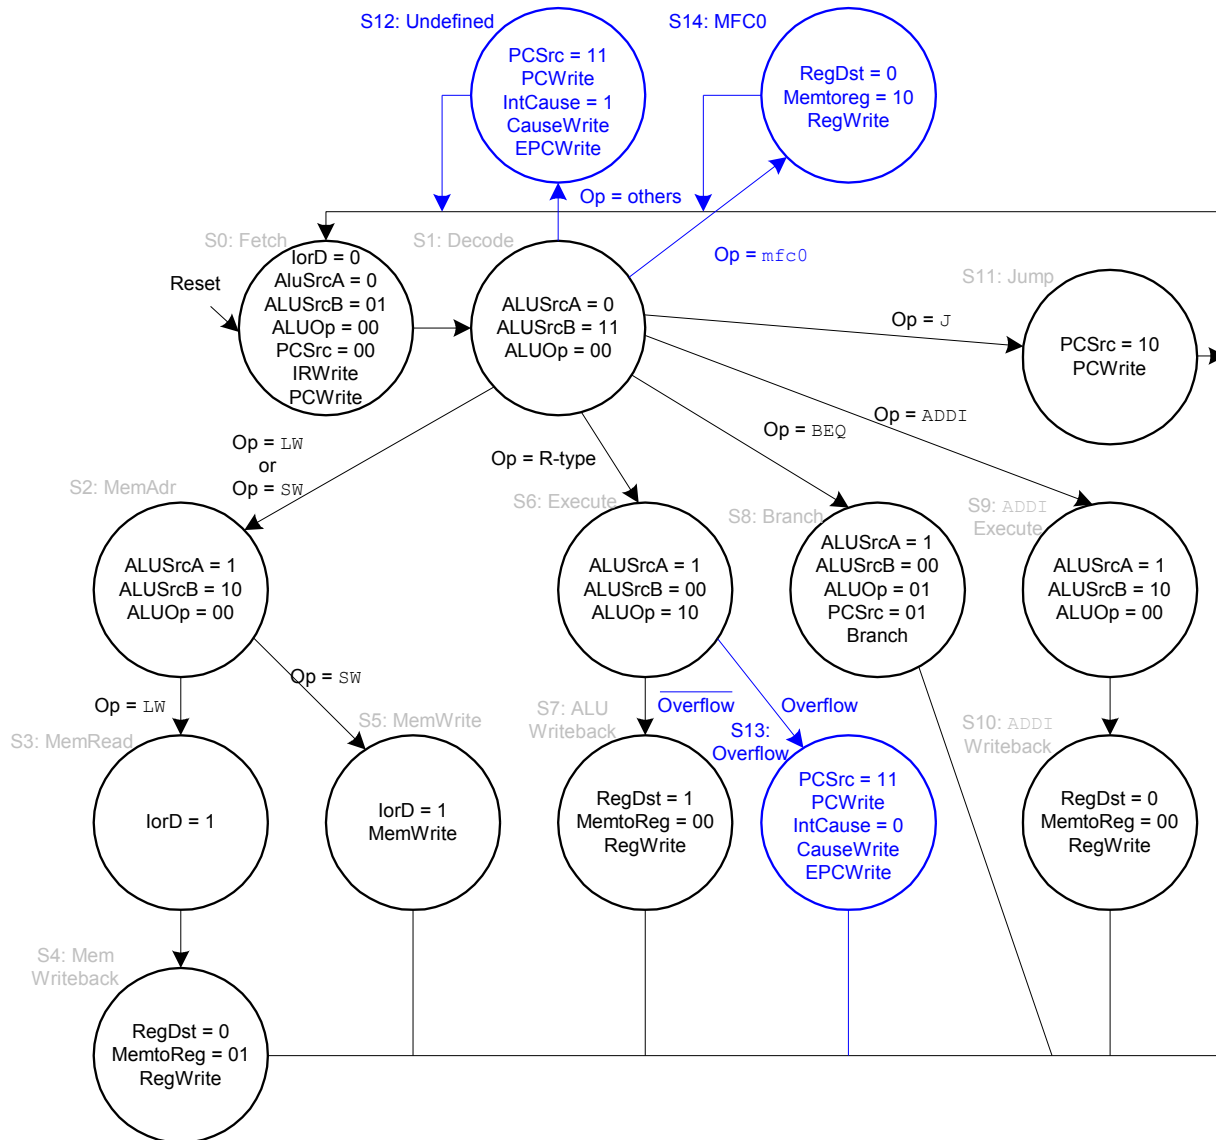 S12: Undefined
S14: MFC0
PCSrc = 11
PCWrite
IntCause = 1
CauseWrite
EPCWrite
RegDst = 0
Memtoreg = 10
RegWrite
Op = others
S0: Fetch
S1: Decode
Op = mfc0
S11: Jump
Reset
IorD = 0
AluSrcA = 0
ALUSrcB = 01
ALUOp = 00
PCSrc = 00
IRWrite
PCWrite
ALUSrcA = 0
ALUSrcB = 11
ALUOp = 00
Op = J
PCSrc = 10
PCWrite
Op = LW
or
Op = SW
Op = R-type
Op = BEQ
Op = ADDI
S2: MemAdr
S6: Execute
S8: Branch
S9: ADDI
Execute
ALUSrcA = 1
ALUSrcB = 10
ALUOp = 00
ALUSrcA = 1
ALUSrcB = 00
ALUOp = 10
ALUSrcA = 1
ALUSrcB = 00
ALUOp = 01
PCSrc = 01
Branch
ALUSrcA = 1
ALUSrcB = 10
ALUOp = 00
Op = SW
Op = LW
Overflow
Overflow
S3: MemRead
S5: MemWrite
S7: ALU
Writeback
S13:
Overflow
S10: ADDI
Writeback
IorD = 1
IorD = 1
MemWrite
RegDst = 1
MemtoReg = 00
RegWrite
PCSrc = 11
PCWrite
IntCause = 0
CauseWrite
EPCWrite
RegDst = 0
MemtoReg = 00
RegWrite
S4: Mem
Writeback
RegDst = 0
MemtoReg = 01
RegWrite